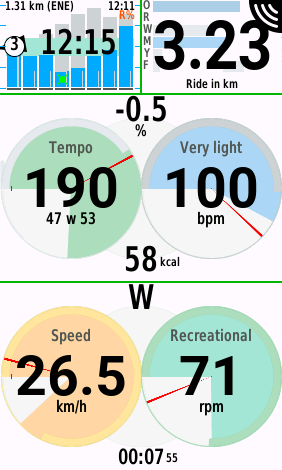 1.31 km (ENE)
12:11
R%
3
12:15
O
R
W
M
Y
F
3.23
Ride in km
-0.5
%
Tempo
190
47 w 53
Very light
100
bpm
58 kcal
W
Speed
26.5
km/h
Recreational
71
rpm
00:07 55